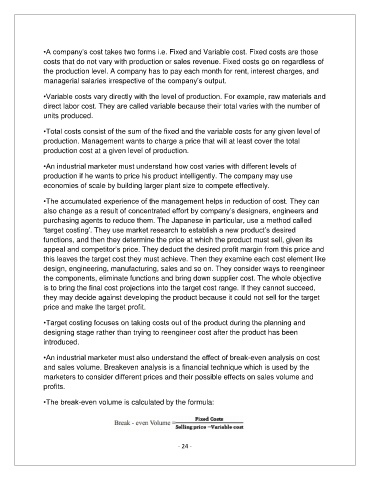 •A company's cost takes two forms i.e. Fixed and Variable cost. Fixed costs are those
costs that do not vary with production or sales revenue. Fixed costs go on regardless of
the production level. A company has to pay each month for rent, interest charges, and
managerial salaries irrespective of the company's output.
•Variable costs vary directly with the level of production. For example, raw materials and
direct labor cost. They are called variable because their total varies with the number of
units produced.
•Total costs consist of the sum of the fixed and the variable costs for any given level of
production. Management wants to charge a price that will at least cover the total
production cost at a given level of production.
•An industrial marketer must understand how cost varies with different levels of
production if he wants to price his product intelligently. The company may use
economies of scale by building larger plant size to compete effectively.
•The accumulated experience of the management helps in reduction of cost. They can
also change as a result of concentrated effort by company's designers, engineers and
purchasing agents to reduce them. The Japanese in particular, use a method called
'target costing'. They use market research to establish a new product's desired
functions, and then they determine the price at which the product must sell, given its
appeal and competitor's price. They deduct the desired profit margin from this price and
this leaves the target cost they must achieve. Then they examine each cost element like
design, engineering, manufacturing, sales and so on. They consider ways to reengineer
the components, eliminate functions and bring down supplier cost. The whole objective
is to bring the final cost projections into the target cost range. If they cannot succeed,
they may decide against developing the product because it could not sell for the target
price and make the target profit.
•Target costing focuses on taking costs out of the product during the planning and
designing stage rather than trying to reengineer cost after the product has been
introduced.
•An industrial marketer must also understand the effect of break-even analysis on cost
and sales volume. Breakeven analysis is a financial technique which is used by the
marketers to consider different prices and their possible effects on sales volume and
profits.
•The break-even volume is calculated by the formula:
Fixed Costs
Break - even Volume
Selling price −Variable cost
- 24 -